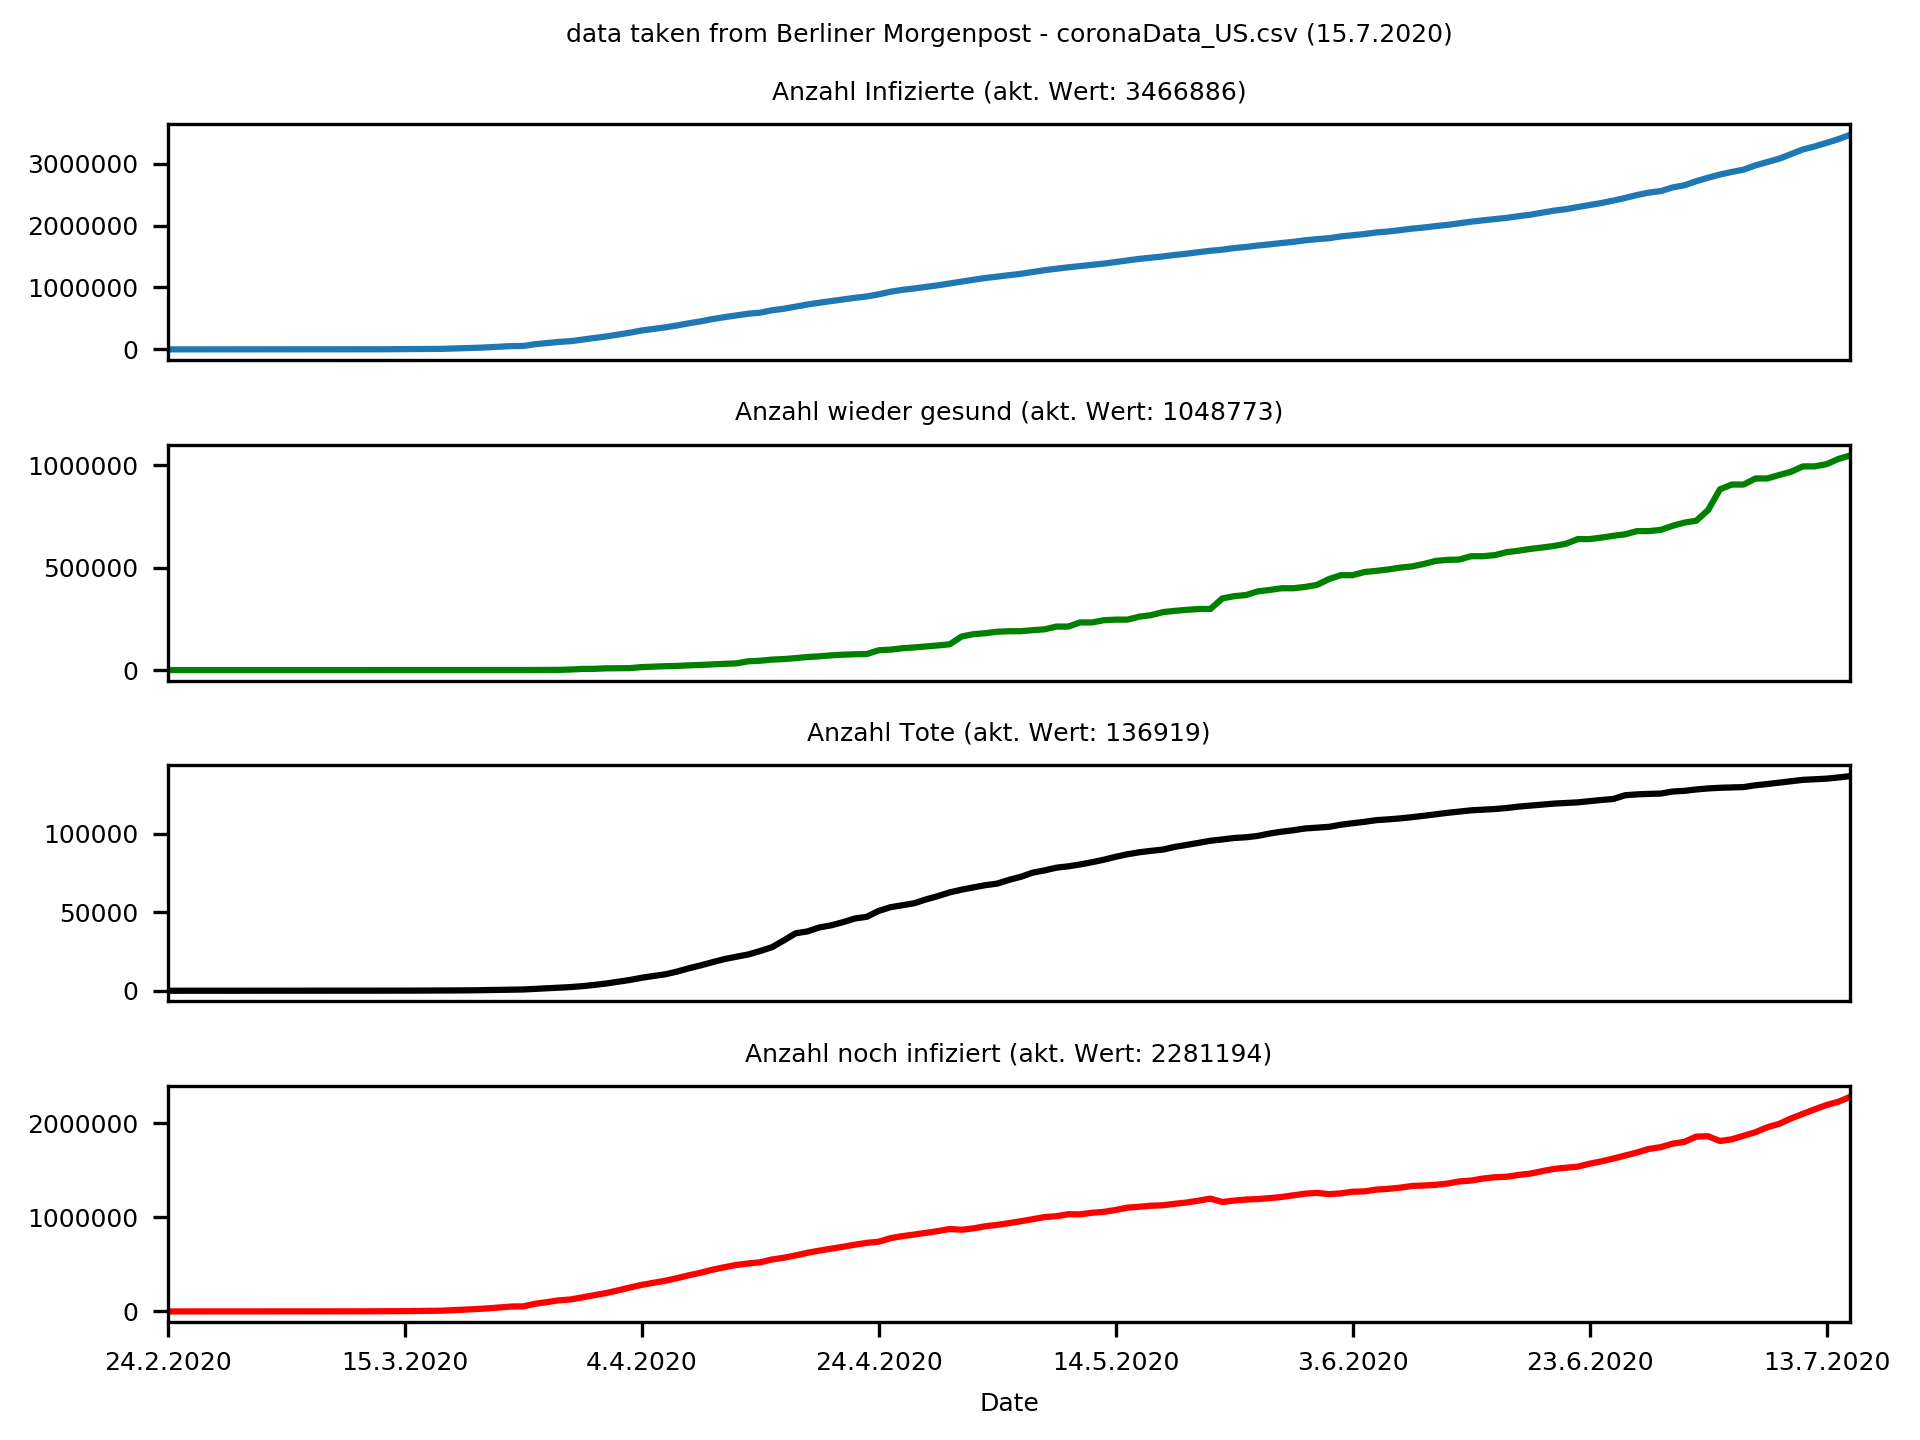 data taken from Berliner Morgenpost - coronaData_US.csv (15.7.2020)
Anzahl Infizierte (akt. Wert: 3466886)
3000000
2000000
1000000
0
Anzahl wieder gesund (akt. Wert: 1048773)
1000000
500000
0
Anzahl Tote (akt. Wert: 136919)
100000
50000
0
Anzahl noch infiziert (akt. Wert: 2281194)
2000000
1000000
0
24.2.2020 15.3.2020 4.4.2020 24.4.2020 14.5.2020 3.6.2020 23.6.2020 13.7.2020
Date